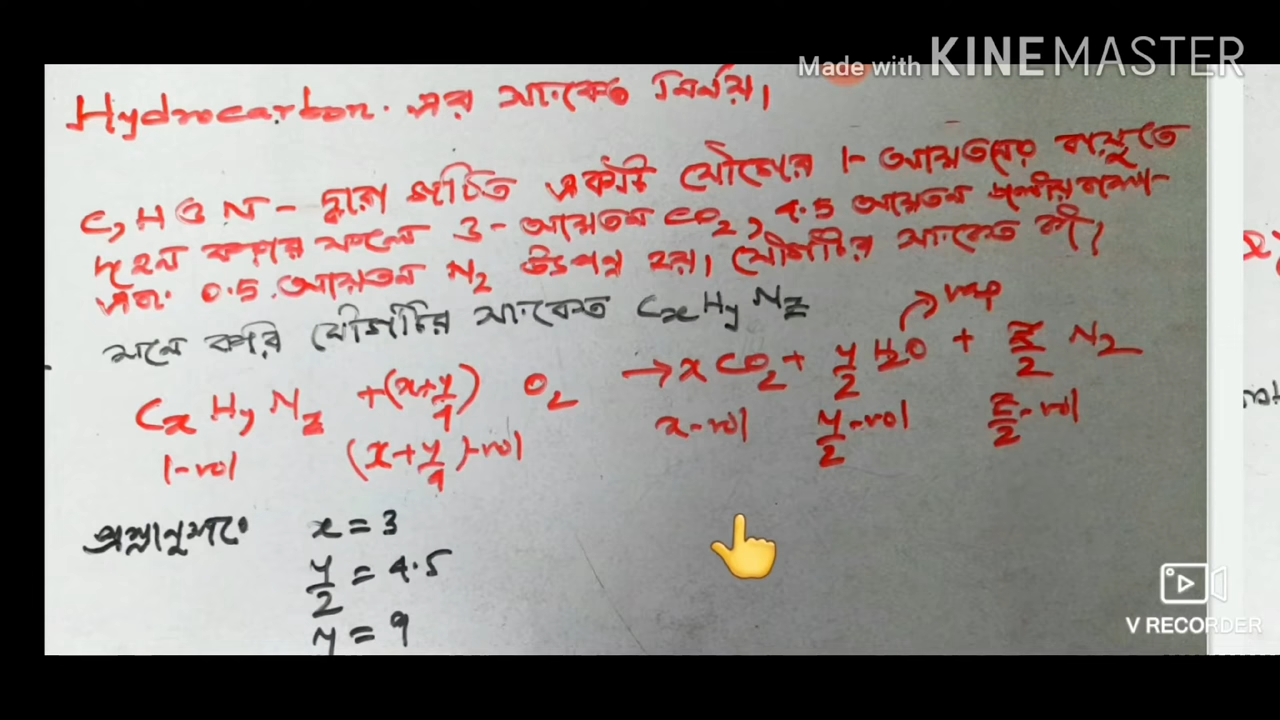 Made with KINEMASTER
Hydrocarbon. এর সংকেত নির্ণয়।
C, H ও N - দ্বারা গঠিত একটি যৌগের 1- আয়তনের বায়ুতে
দহন করার ফলে 3 - আয়তন CO2, 4.5 আয়তন জলীয়বাষ্প
এবং 0.5 আয়তন N2 উৎপন্ন হয়। যৌগটির সংকেত কী?
মনে করি যৌগটির সংকেত CxHyNz
vap
CxHyNz +(x+y/4) O2 → x CO2 + y/2 H2O + z/2 N2
1-vol (x+y/4)-vol x-vol y/2-vol z/2-vol
প্রশ্নানুসারে x = 3
y/2 = 4.5
y = 9
V RECORDER